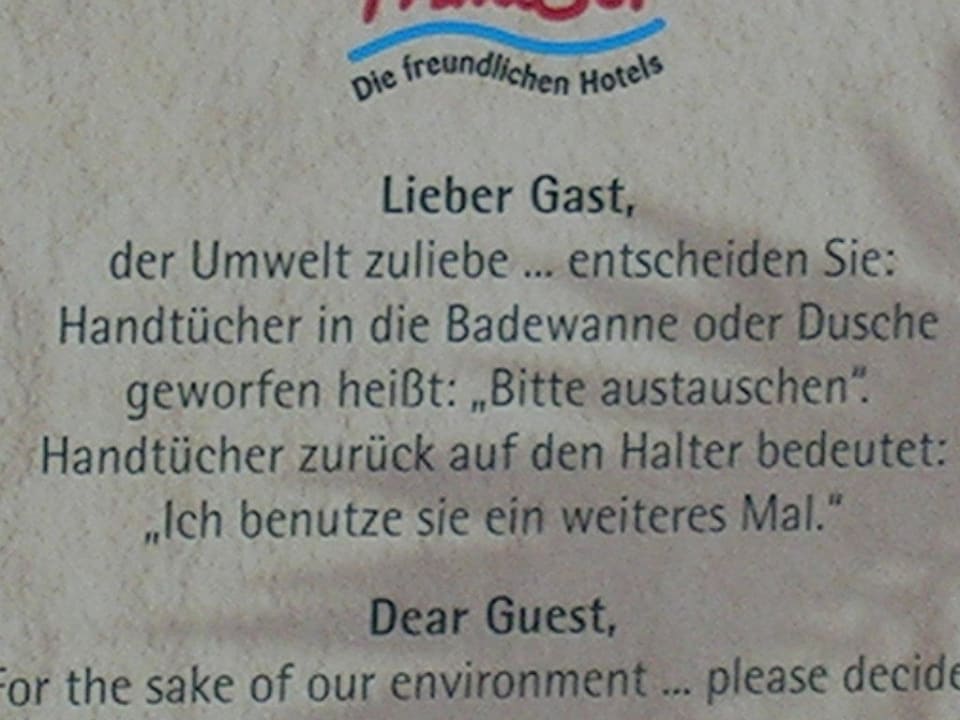 Die freundlichen Hotels
Lieber Gast,
der Umwelt zuliebe ... entscheiden Sie:
Handtücher in die Badewanne oder Dusche
geworfen heißt: „Bitte austauschen“.
Handtücher zurück auf den Halter bedeutet:
„Ich benutze sie ein weiteres Mal.“
Dear Guest,
For the sake of our environment ... please decide